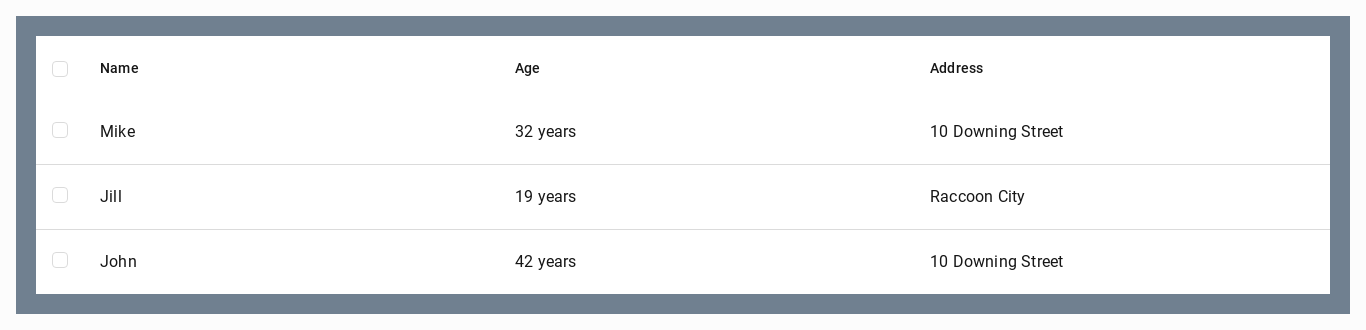 Name Age Address
Mike 32 years 10 Downing Street
Jill 19 years Raccoon City
John 42 years 10 Downing Street